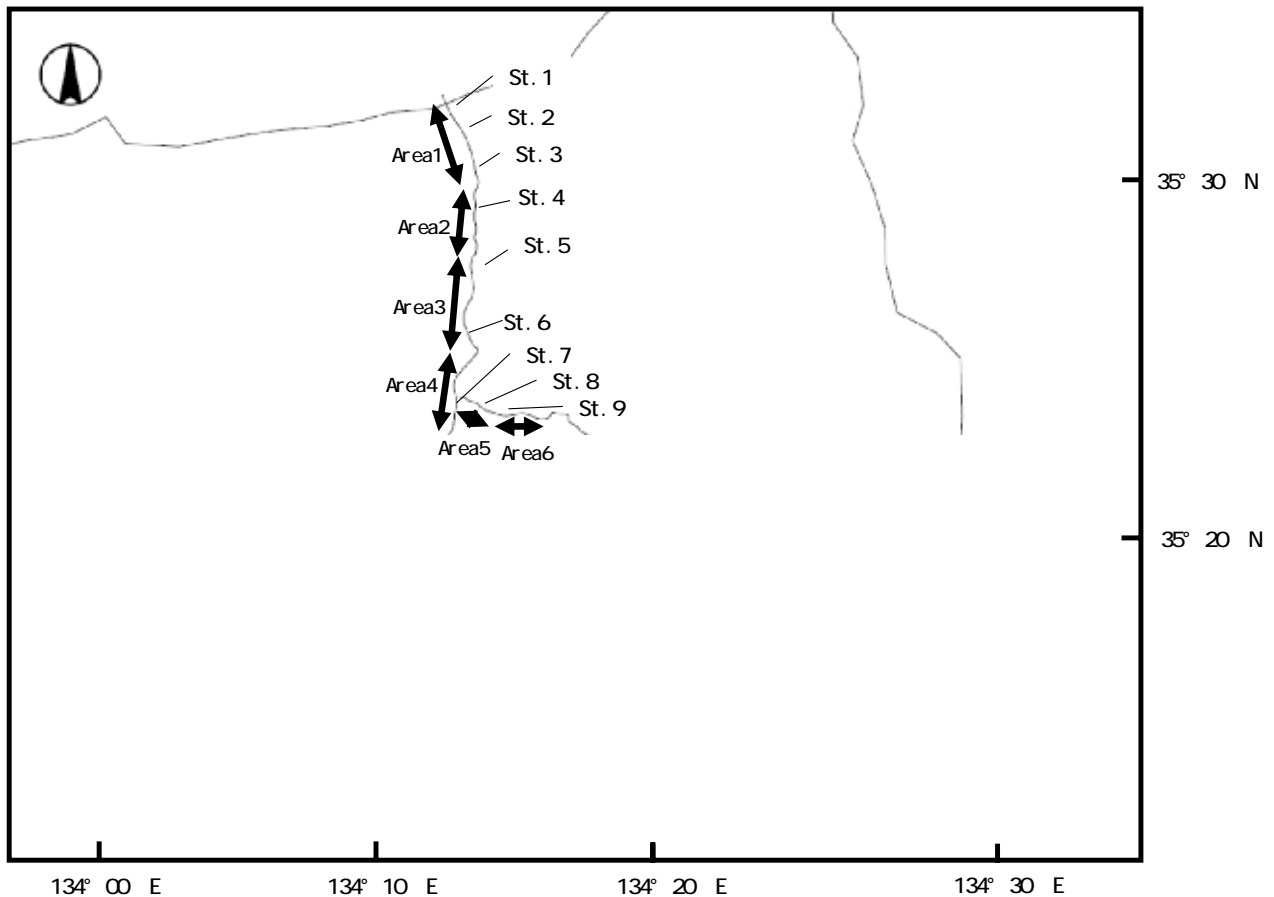 St. 1
St. 2
St. 3
Area1
35° 30 N
St. 4
Area2
St. 5
Area3
St. 6
St. 7
Area4
St. 8
St. 9
Area5
Area6
35° 20 N
134° 00 E
134° 10 E
134° 20 E
134° 30 E